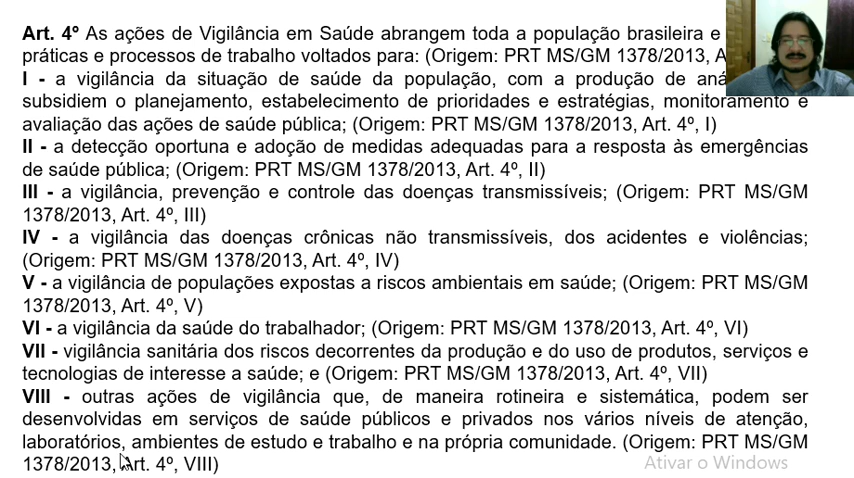 Art. 4º As ações de Vigilância em Saúde abrangem toda a população brasileira e
práticas e processos de trabalho voltados para: (Origem: PRT MS/GM 1378/2013,
I - a vigilância da situação de saúde da população, com a produção de
subsidiem o planejamento, estabelecimento de prioridades e estratégias, monitoramento e
avaliação das ações de saúde pública; (Origem: PRT MS/GM 1378/2013, Art. 4º, I)
II - a detecção oportuna e adoção de medidas adequadas para a resposta às emergências
de saúde pública; (Origem: PRT MS/GM 1378/2013, Art. 4º, II)
III - a vigilância, prevenção e controle das doenças transmissíveis; (Origem: PRT MS/GM
1378/2013, Art. 4º, III)
IV - a vigilância das doenças crônicas não transmissíveis, dos acidentes e violências;
(Origem: PRT MS/GM 1378/2013, Art. 4º, IV)
V - a vigilância de populações expostas a riscos ambientais em saúde; (Origem: PRT MS/GM
1378/2013, Art. 4º, V)
VI - a vigilância da saúde do trabalhador; (Origem: PRT MS/GM 1378/2013, Art. 4º, VI)
VII - vigilância sanitária dos riscos decorrentes da produção e do uso de produtos, serviços e
tecnologias de interesse a saúde; e (Origem: PRT MS/GM 1378/2013, Art. 4º, VII)
VIII - outras ações de vigilância que, de maneira rotineira e sistemática, podem ser
desenvolvidas em serviços de saúde públicos e privados nos vários níveis de atenção,
laboratórios, ambientes de estudo e trabalho e na própria comunidade. (Origem: PRT MS/GM
1378/2013, Art. 4º, VIII)
Ativar o Windows